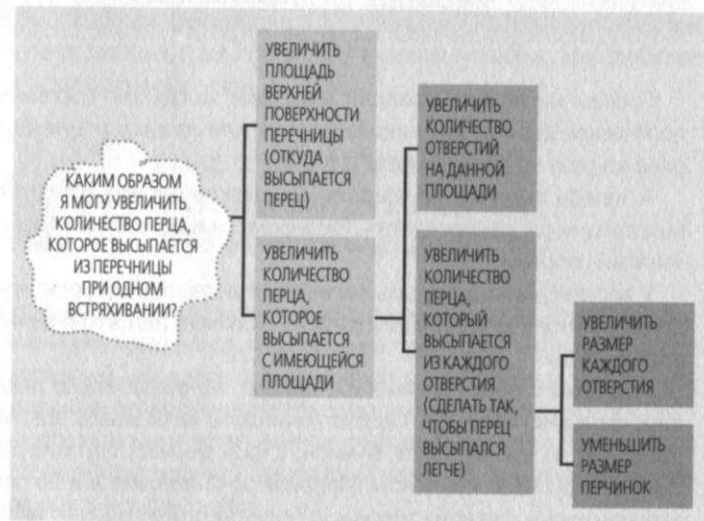 КАКИМ ОБРАЗОМ
Я МОГУ УВЕЛИЧИТЬ
КОЛИЧЕСТВО ПЕРЦА,
КОТОРОЕ ВЫСЫПАЕТСЯ
ИЗ ПЕРЕЧНИЦЫ
ПРИ ОДНОМ
ВСТРЯХИВАНИИ?
УВЕЛИЧИТЬ
ПЛОЩАДЬ
ВЕРХНЕЙ
ПОВЕРХНОСТИ
ПЕРЕЧНИЦЫ
(ОТКУДА
ВЫСЫПАЕТСЯ
ПЕРЕЦ)
УВЕЛИЧИТЬ
КОЛИЧЕСТВО
ПЕРЦА,
КОТОРОЕ
ВЫСЫПАЕТСЯ
С ИМЕЮЩЕЙСЯ
ПЛОЩАДИ
УВЕЛИЧИТЬ
КОЛИЧЕСТВО
ОТВЕРСТИЙ
НА ДАННОЙ
ПЛОЩАДИ
УВЕЛИЧИТЬ
КОЛИЧЕСТВО
ПЕРЦА,
КОТОРЫЙ
ВЫСЫПАЕТСЯ
ИЗ КАЖДОГО
ОТВЕРСТИЯ
(СДЕЛАТЬ ТАК,
ЧТОБЫ ПЕРЕЦ
ВЫСЫПАЛСЯ
ЛЕГЧЕ)
УВЕЛИЧИТЬ
РАЗМЕР
КАЖДОГО
ОТВЕРСТИЯ
УМЕНЬШИТЬ
РАЗМЕР
ПЕРЧИНОК